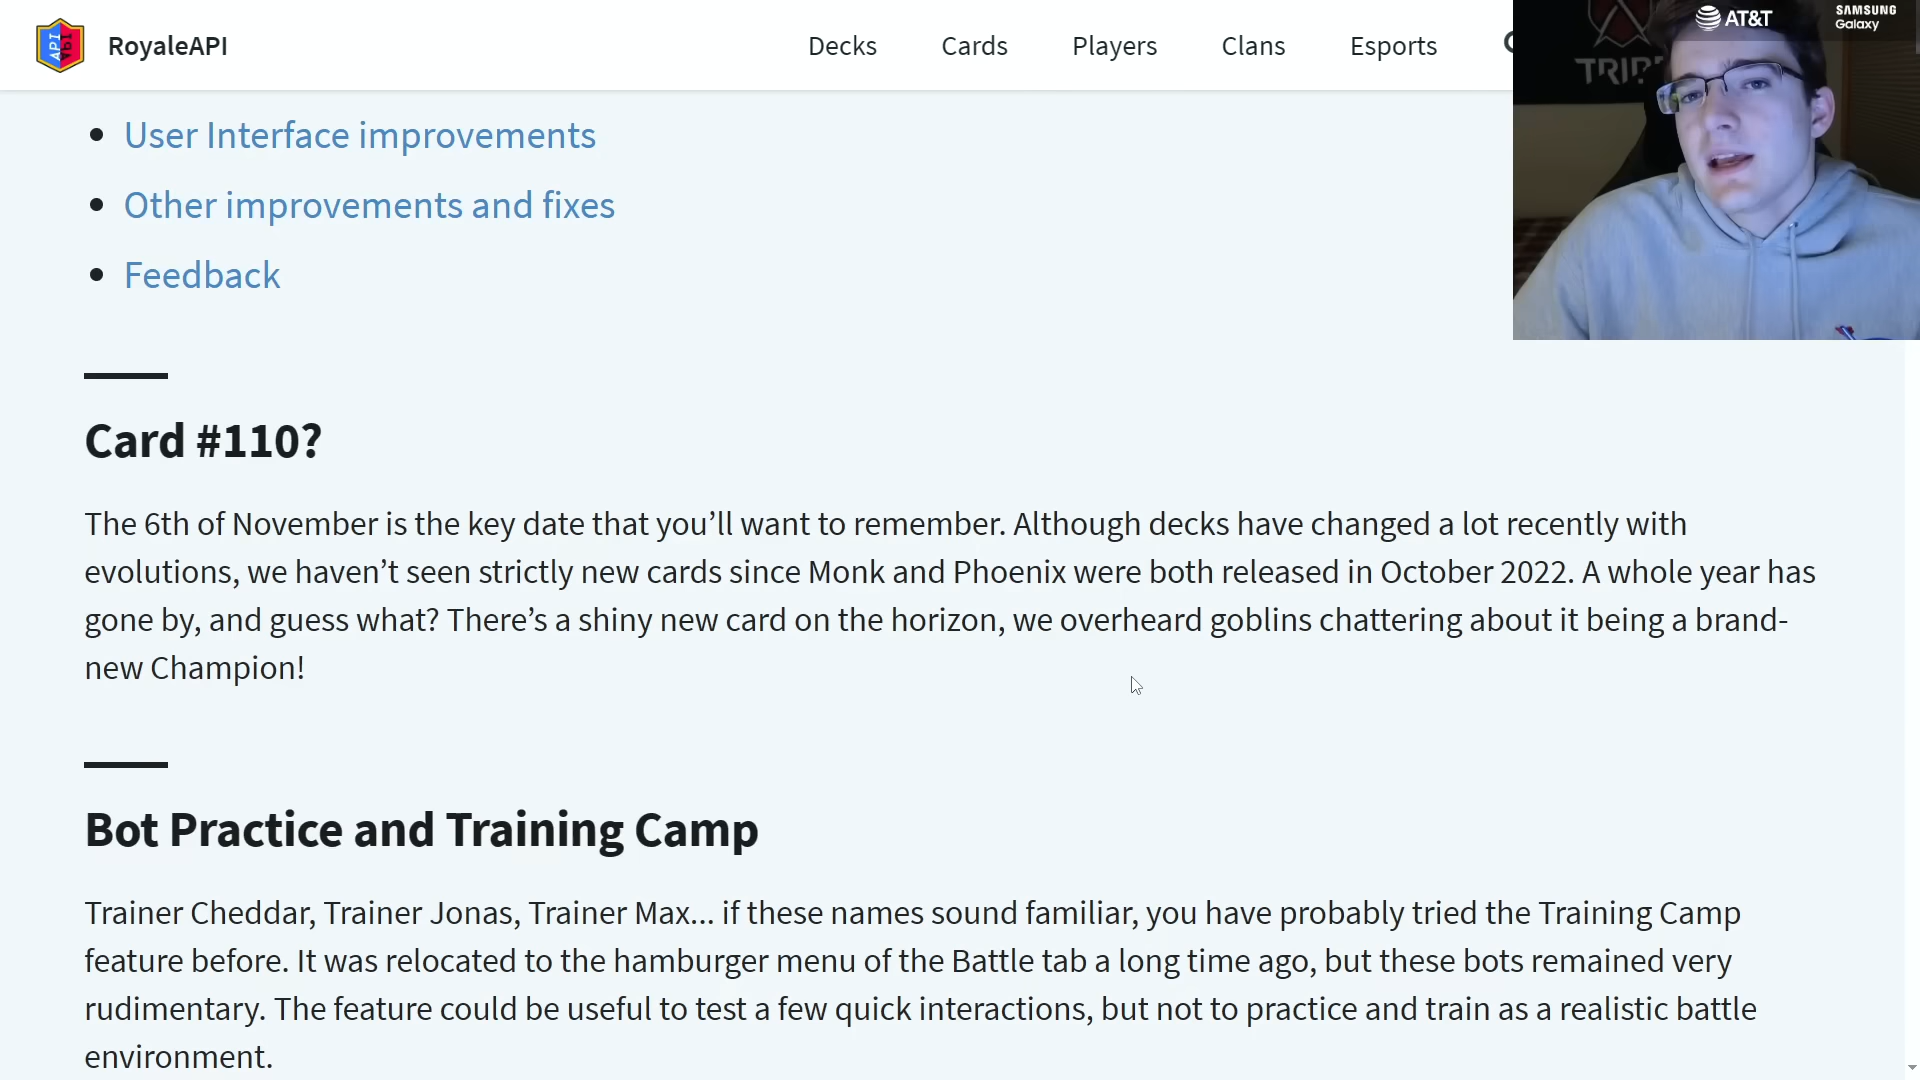 RoyaleAPI
Decks
Cards
Players
Clans
Esports
AT&T
SAMSUNG
Galaxy
User Interface improvements
Other improvements and fixes
Feedback
Card #110?
The 6th of November is the key date that you’ll want to remember. Although decks have changed a lot recently with
evolutions, we haven’t seen strictly new cards since Monk and Phoenix were both released in October 2022. A whole year has
gone by, and guess what? There’s a shiny new card on the horizon, we overheard goblins chattering about it being a brand-
new Champion!
Bot Practice and Training Camp
Trainer Cheddar, Trainer Jonas, Trainer Max... if these names sound familiar, you have probably tried the Training Camp
feature before. It was relocated to the hamburger menu of the Battle tab a long time ago, but these bots remained very
rudimentary. The feature could be useful to test a few quick interactions, but not to practice and train as a realistic battle
environment.